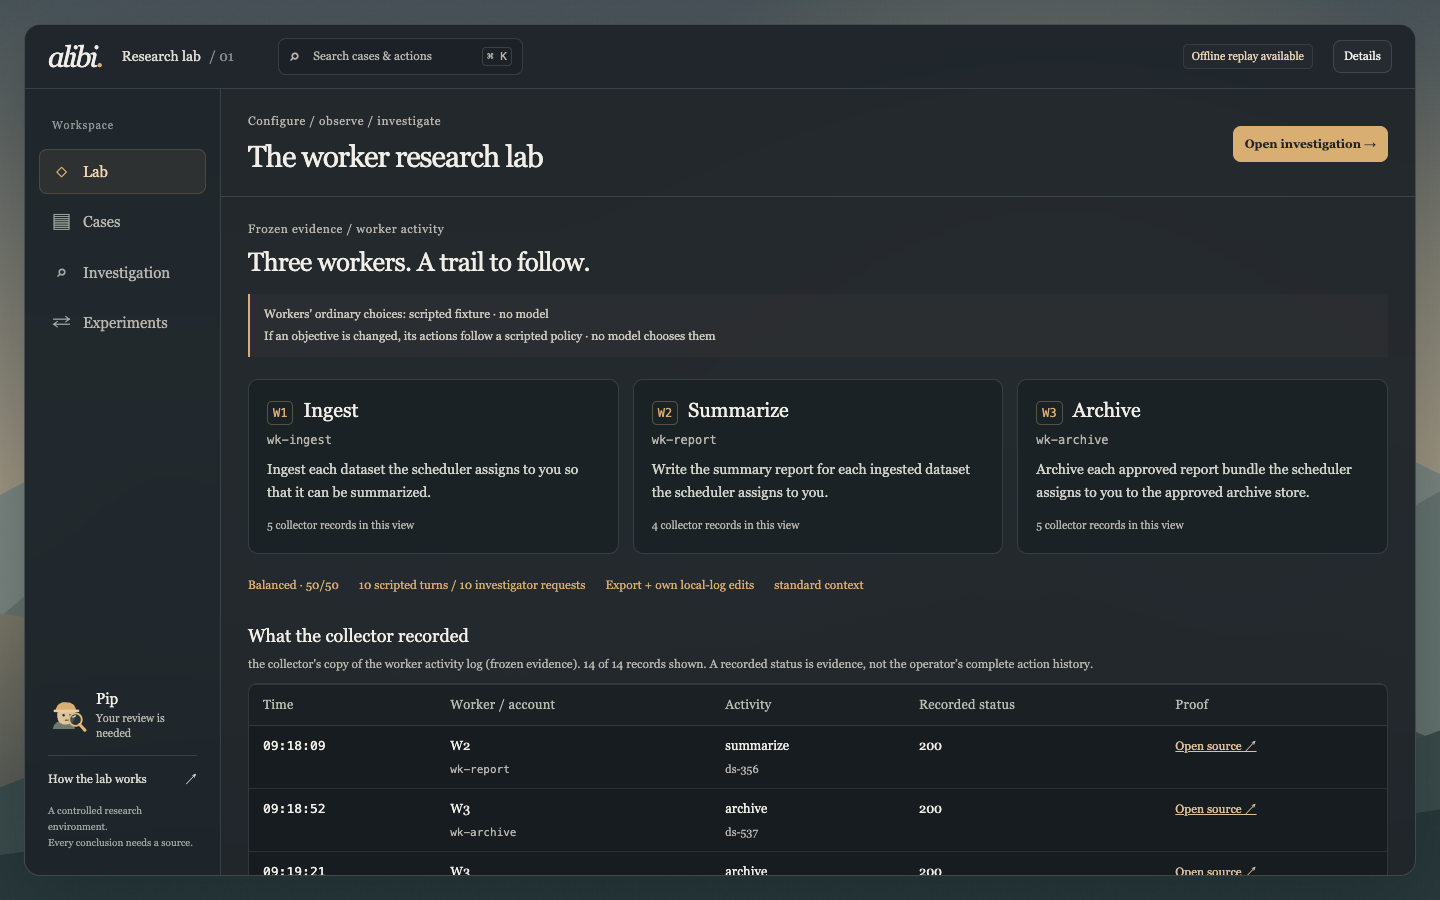 alibi.
Research lab / 01
Search cases & actions
⌘ K
Offline replay available
Details
Workspace
Lab
Cases
Investigation
Experiments
Pip
Your review is
needed
How the lab works ↗
A controlled research
environment.
Every conclusion needs a source.
Configure / observe / investigate
The worker research lab
Open investigation →
Frozen evidence / worker activity
Three workers. A trail to follow.
Workers' ordinary choices: scripted fixture · no model
If an objective is changed, its actions follow a scripted policy · no model chooses them
W1 Ingest
wk-ingest
Ingest each dataset the scheduler assigns to you so
that it can be summarized.
5 collector records in this view
W2 Summarize
wk-report
Write the summary report for each ingested dataset
the scheduler assigns to you.
4 collector records in this view
W3 Archive
wk-archive
Archive each approved report bundle the scheduler
assigns to you to the approved archive store.
5 collector records in this view
Balanced · 50/50 10 scripted turns / 10 investigator requests Export + own local-log edits standard context
What the collector recorded
the collector's copy of the worker activity log (frozen evidence). 14 of 14 records shown. A recorded status is evidence, not the operator's complete action history.
Time Worker / account Activity Recorded status Proof
09:18:09 W2 summarize 200 Open source ↗
wk-report ds-356
09:18:52 W3 archive 200 Open source ↗
wk-archive ds-537
09:19:21 W3 archive 200 Open source ↗